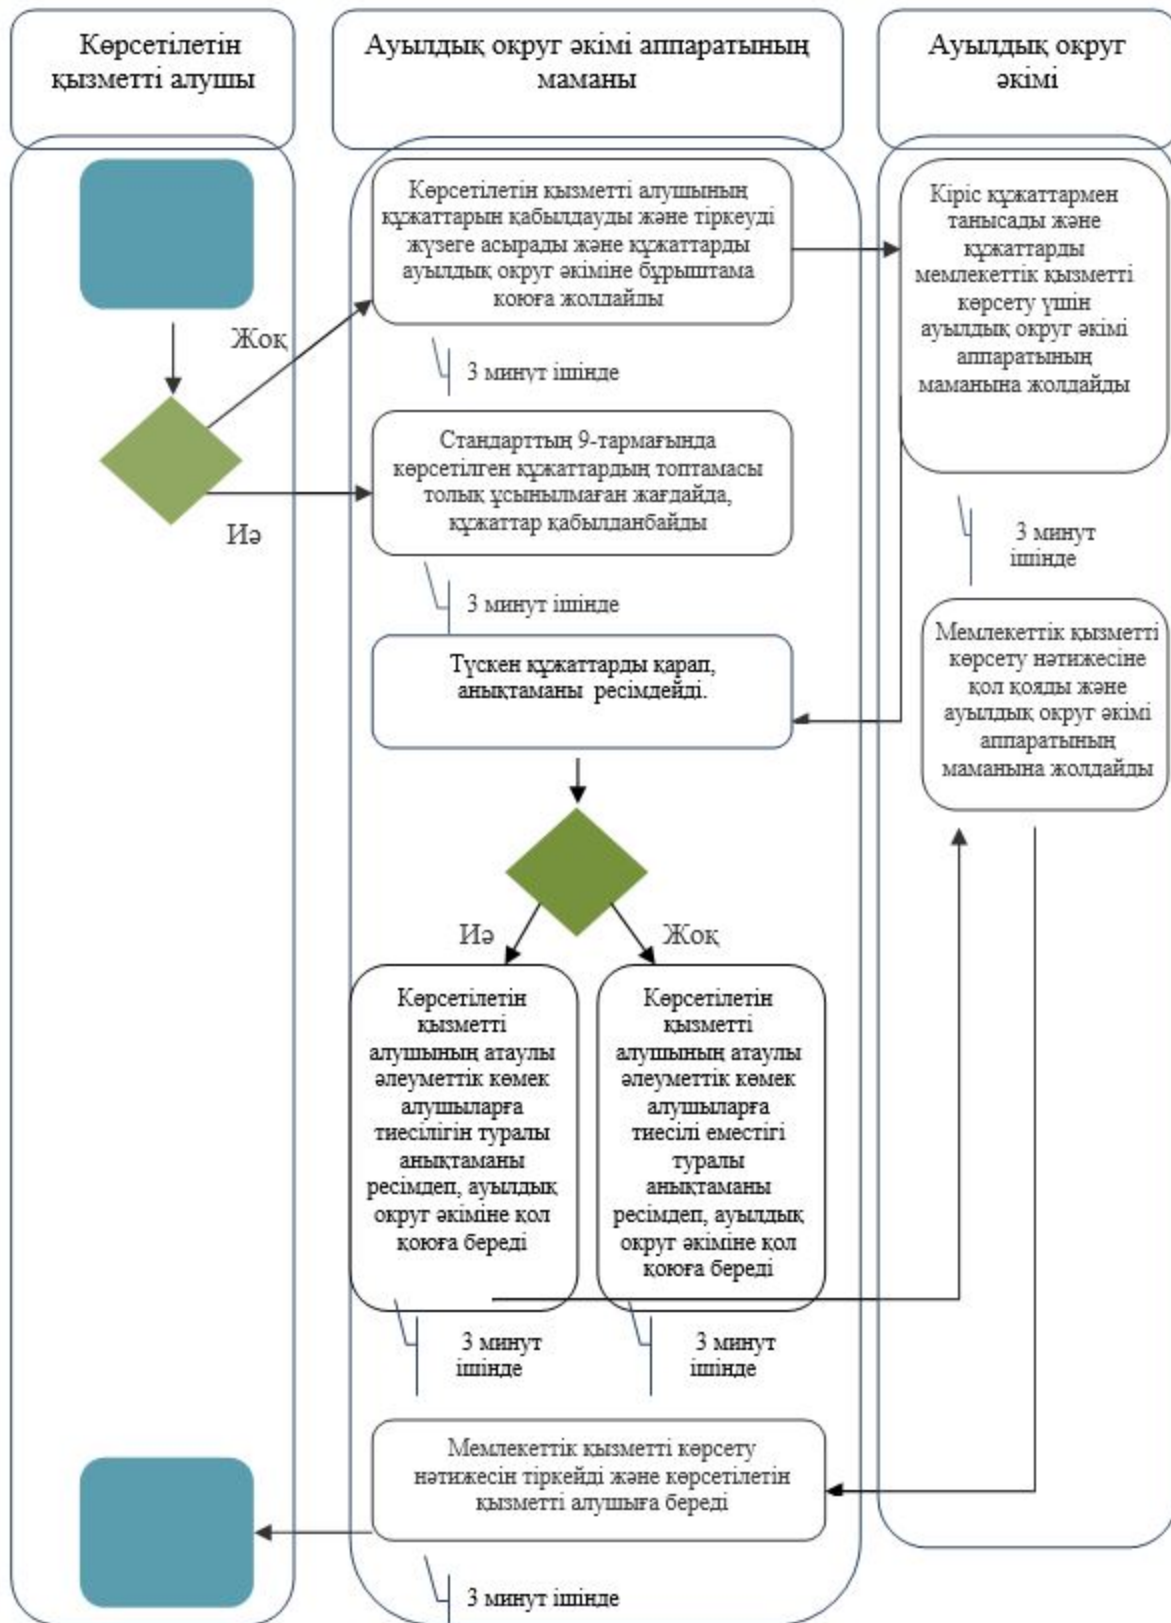 Көрсетілетін
қызметті алушы
Ауылдық округ әкімі аппаратының
маманы
Ауылдық округ
әкімі
Көрсетілетін қызметті алушының
құжаттарын қабылдауды және тіркеуді
жүзеге асырады және құжаттарды
ауылдық округ әкіміне бұрыштама
қоюға жолдайды
Кіріс құжаттармен
танысады және
құжаттарды
мемлекеттік қызметті
көрсету үшін
ауылдық округ әкімі
аппаратының
маманына жолдайды
Жоқ
3 минут ішінде
Стандарттың 9-тармағында
көрсетілген құжаттардың топтамасы
толық ұсынылмаған жағдайда,
құжаттар қабылданбайды
Иә
3 минут
ішінде
3 минут ішінде
Мемлекеттік қызметті
көрсету нәтижесіне
қол қояды және
ауылдық округ әкімі
аппаратының
маманына жолдайды
Түскен құжаттарды қарап,
анықтаманы ресімдейді.
Иә
Жоқ
Көрсетілетін
қызметті
алушының атаулы
әлеуметтік көмек
алушыларға
тиесілігін туралы
анықтаманы
ресімдеп, ауылдық
округ әкіміне қол
қоюға береді
Көрсетілетін
қызметті
алушының атаулы
әлеуметтік көмек
алушыларға
тиесілі еместігі
туралы
анықтаманы
ресімдеп, ауылдық
округ әкіміне қол
қоюға береді
3 минут
ішінде
3 минут
ішінде
Мемлекеттік қызметті көрсету
нәтижесін тіркейді және көрсетілетін
қызметті алушыға береді
3 минут ішінде